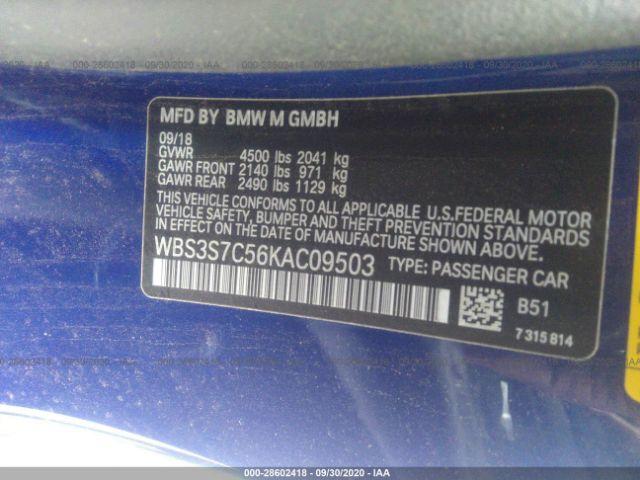 MFD BY BMW M GMBH
09/18
GVWR 4500 lbs 2041 kg
GAWR FRONT 2140 lbs 971 kg
GAWR REAR 2490 lbs 1129 kg
THIS VEHICLE CONFORMS TO ALL APPLICABLE U.S.FEDERAL MOTOR
VEHICLE SAFETY, BUMPER AND THEFT PREVENTION STANDARDS
IN EFFECT ON THE DATE OF MANUFACTURE SHOWN ABOVE.
WBS3S7C56KAC09503 TYPE: PASSENGER CAR
B51
7 315 814
000-28602418 - 09/30/2020 - IAA